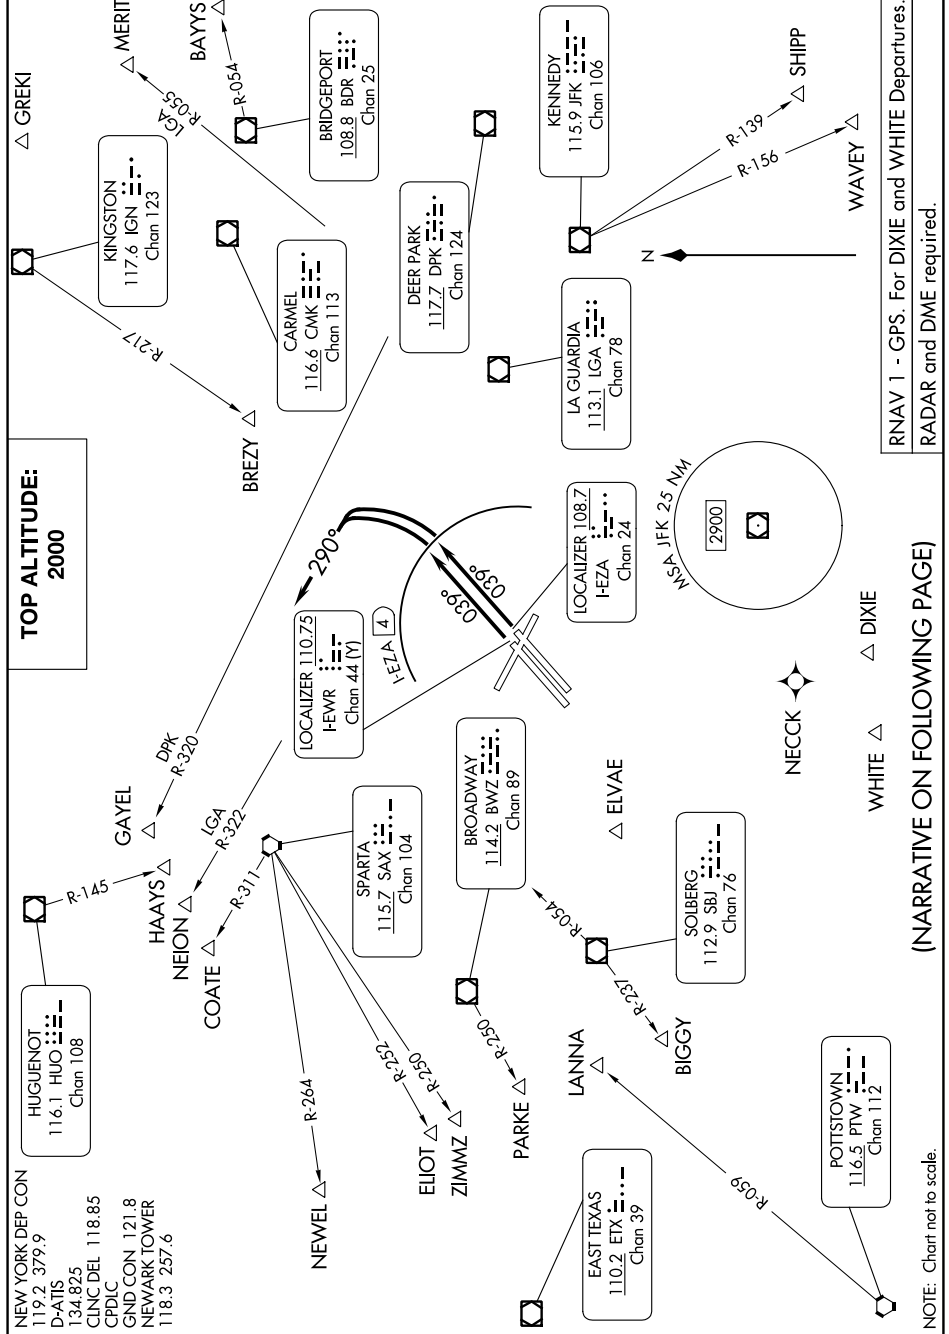 NEW YORK DEP CON
119.2 379.9
D-ATIS
134.825
CLNC DEL 118.85
CPDLC
GND CON 121.8
NEWARK TOWER
118.3 257.6
TOP ALTITUDE:
2000
HUGUENOT
116.1 HUO
Chan 108
R-145
HAAYS
GAYEL
DPK
R-320
NEION
LGA
R-322
COATE
R-311
KINGSTON
117.6 IGN
Chan 123
R-217
BREZY
GREKI
MERIT
LGA
R-055
BAYYS
R-054
BRIDGEPORT
108.8 BDR
Chan 25
CARMEL
116.6 CMK
Chan 113
SPARTA
115.7 SAX
Chan 104
R-264
NEWEL
R-252
ELIOT
R-250
ZIMMZ
LOCALIZER 110.75
I-EWR
Chan 44 (Y)
I-EZA 4
290°
039°
039°
DEER PARK
117.7 DPK
Chan 124
BROADWAY
114.2 BWZ
Chan 89
R-250
PARKE
LOCALIZER 108.7
I-EZA
Chan 24
LA GUARDIA
113.1 LGA
Chan 78
KENNEDY
115.9 JFK
Chan 106
R-139
SHIPP
R-156
WAVEY
N
EAST TEXAS
110.2 ETX
Chan 39
LANNA
R-059
R-054
R-237
BIGGY
SOLBERG
112.9 SBJ
Chan 76
ELVAE
POTTSTOWN
116.5 PTW
Chan 112
NECCK
WHITE
DIXIE
MSA JFK 25 NM
2900
RNAV 1 - GPS. For DIXIE and WHITE Departures.
RADAR and DME required.
NOTE: Chart not to scale.
(NARRATIVE ON FOLLOWING PAGE)